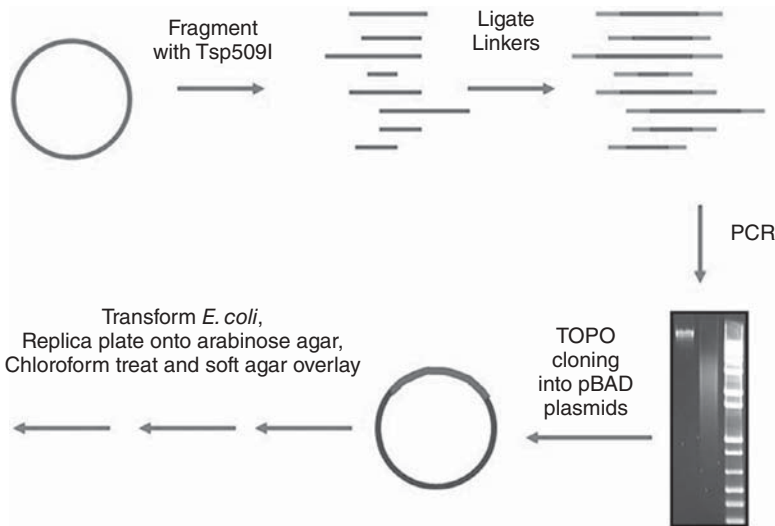 Fragment
with Tsp509I
Ligate
Linkers
PCR
TOPO
cloning
into pBAD
plasmids
Transform E. coli,
Replica plate onto arabinose agar,
Chloroform treat and soft agar overlay